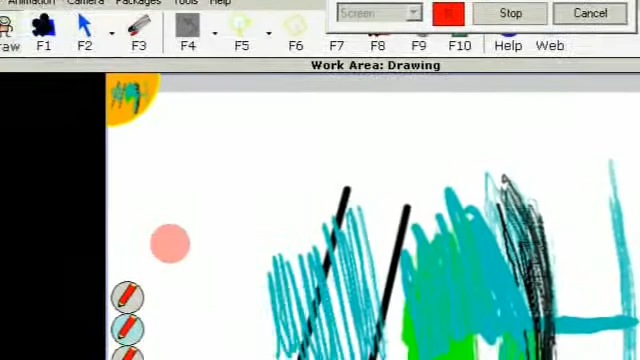 Animation Camera Packages Tools Help
Screen Stop Cancel
raw F1 F2 F3 F4 F5 F6 F7 F8 F9 F10 Help Web
Work Area: Drawing